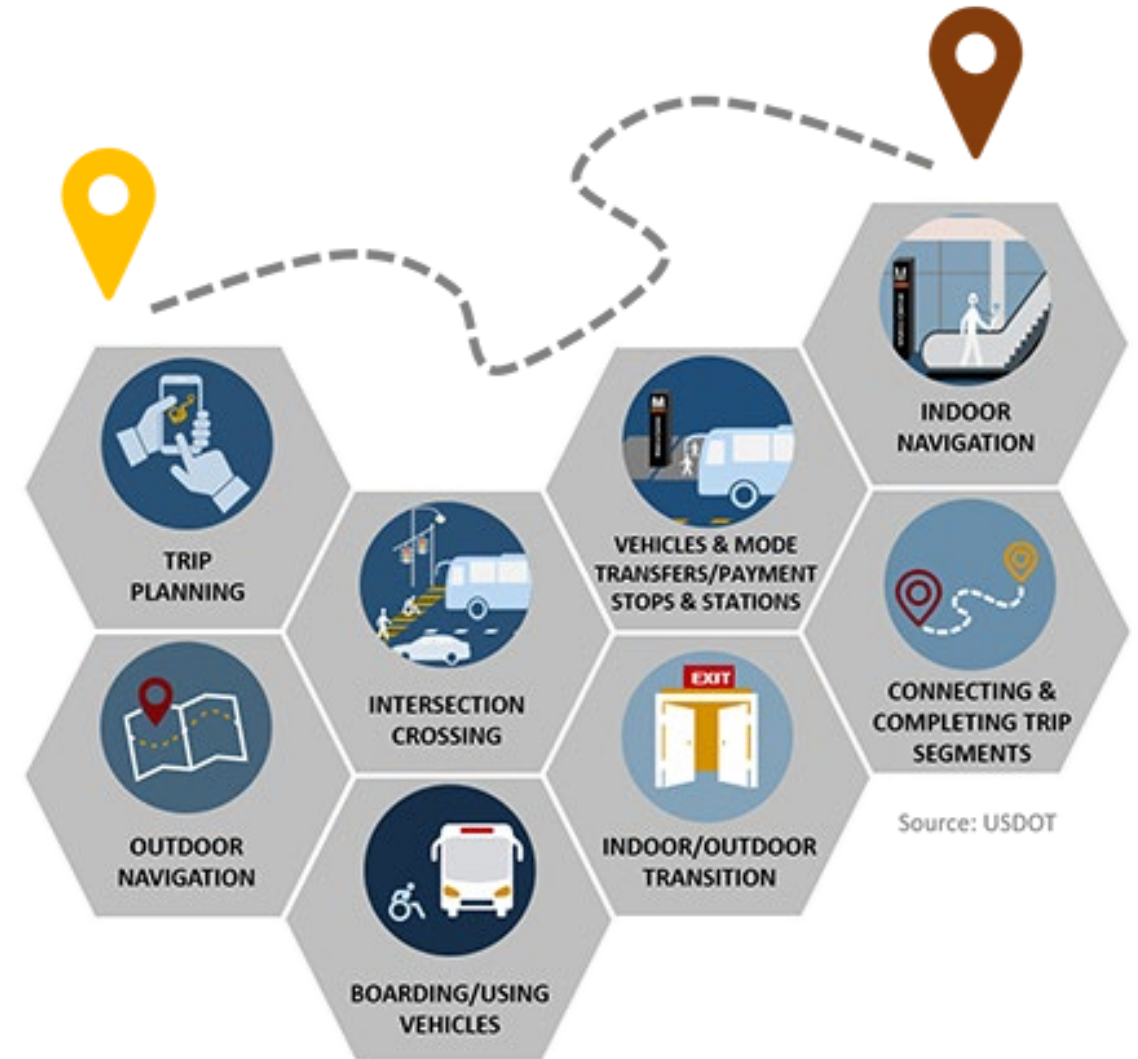 TRIP
PLANNING
OUTDOOR
NAVIGATION
INTERSECTION
CROSSING
BOARDING/USING
VEHICLES
M
VEHICLES & MODE
TRANSFERS/PAYMENT
STOPS & STATIONS
EXIT
INDOOR/OUTDOOR
TRANSITION
M
INDOOR
NAVIGATION
CONNECTING &
COMPLETING TRIP
SEGMENTS
Source: USDOT